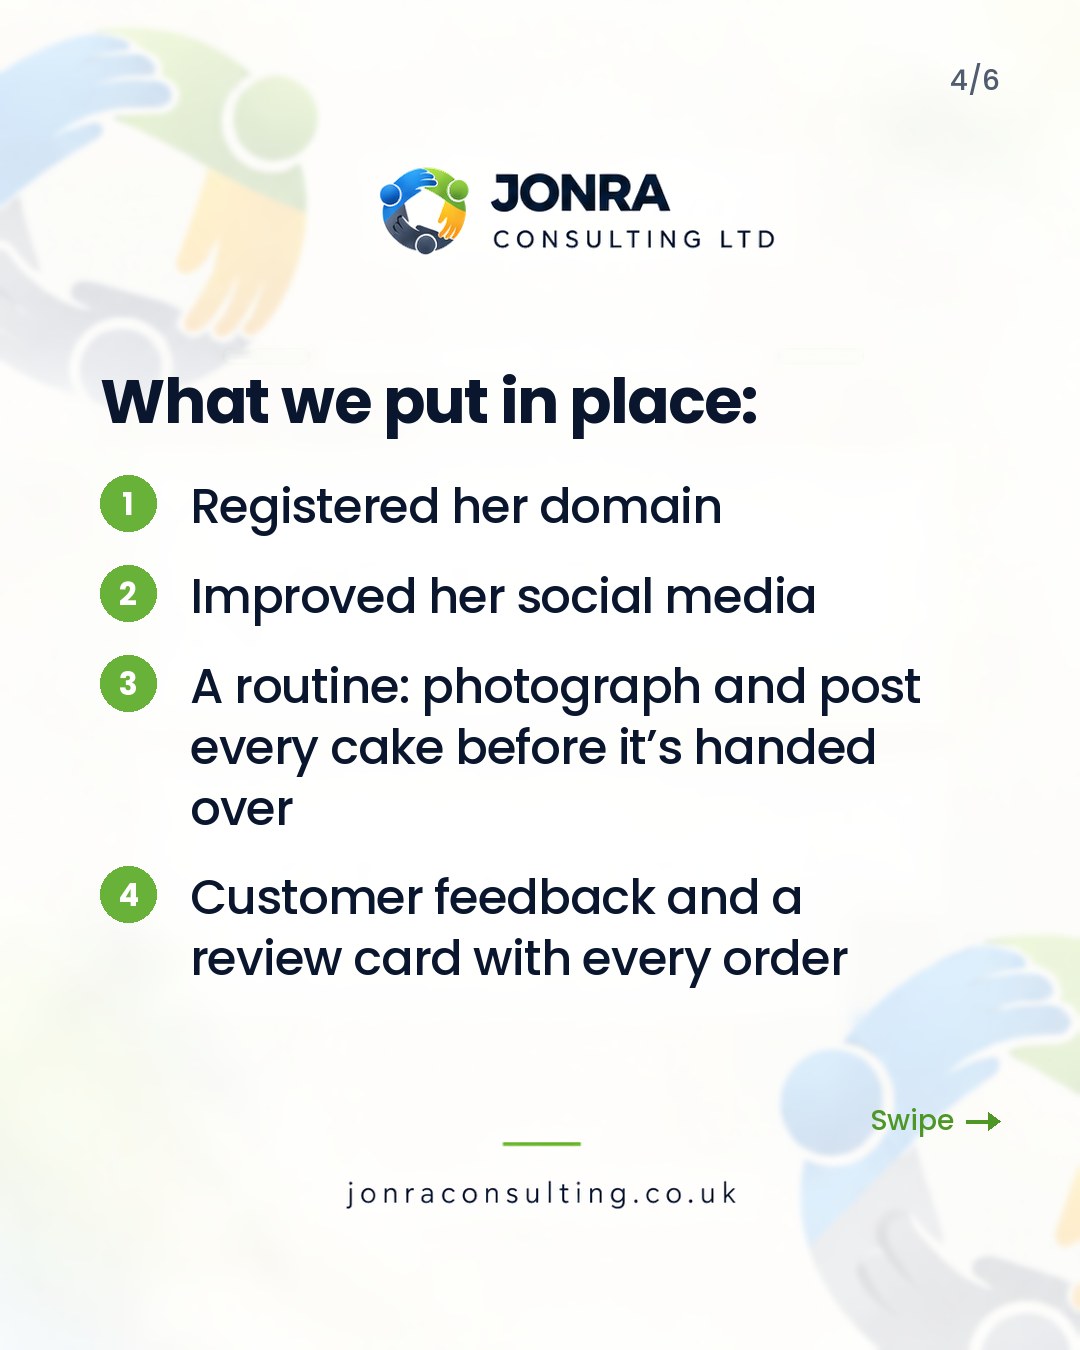 4/6
JONRA
CONSULTING LTD
What we put in place:
1 Registered her domain
2 Improved her social media
3 A routine: photograph and post
every cake before it’s handed
over
4 Customer feedback and a
review card with every order
Swipe →
jonraconsulting.co.uk